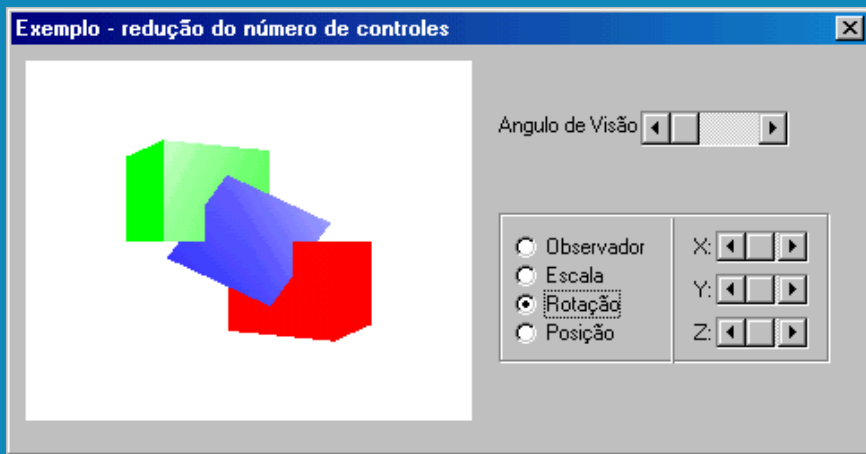 Exemplo - redução do número de controles
Angulo de Visão
Observador
Escala
Rotação
Posição
X:
Y:
Z: